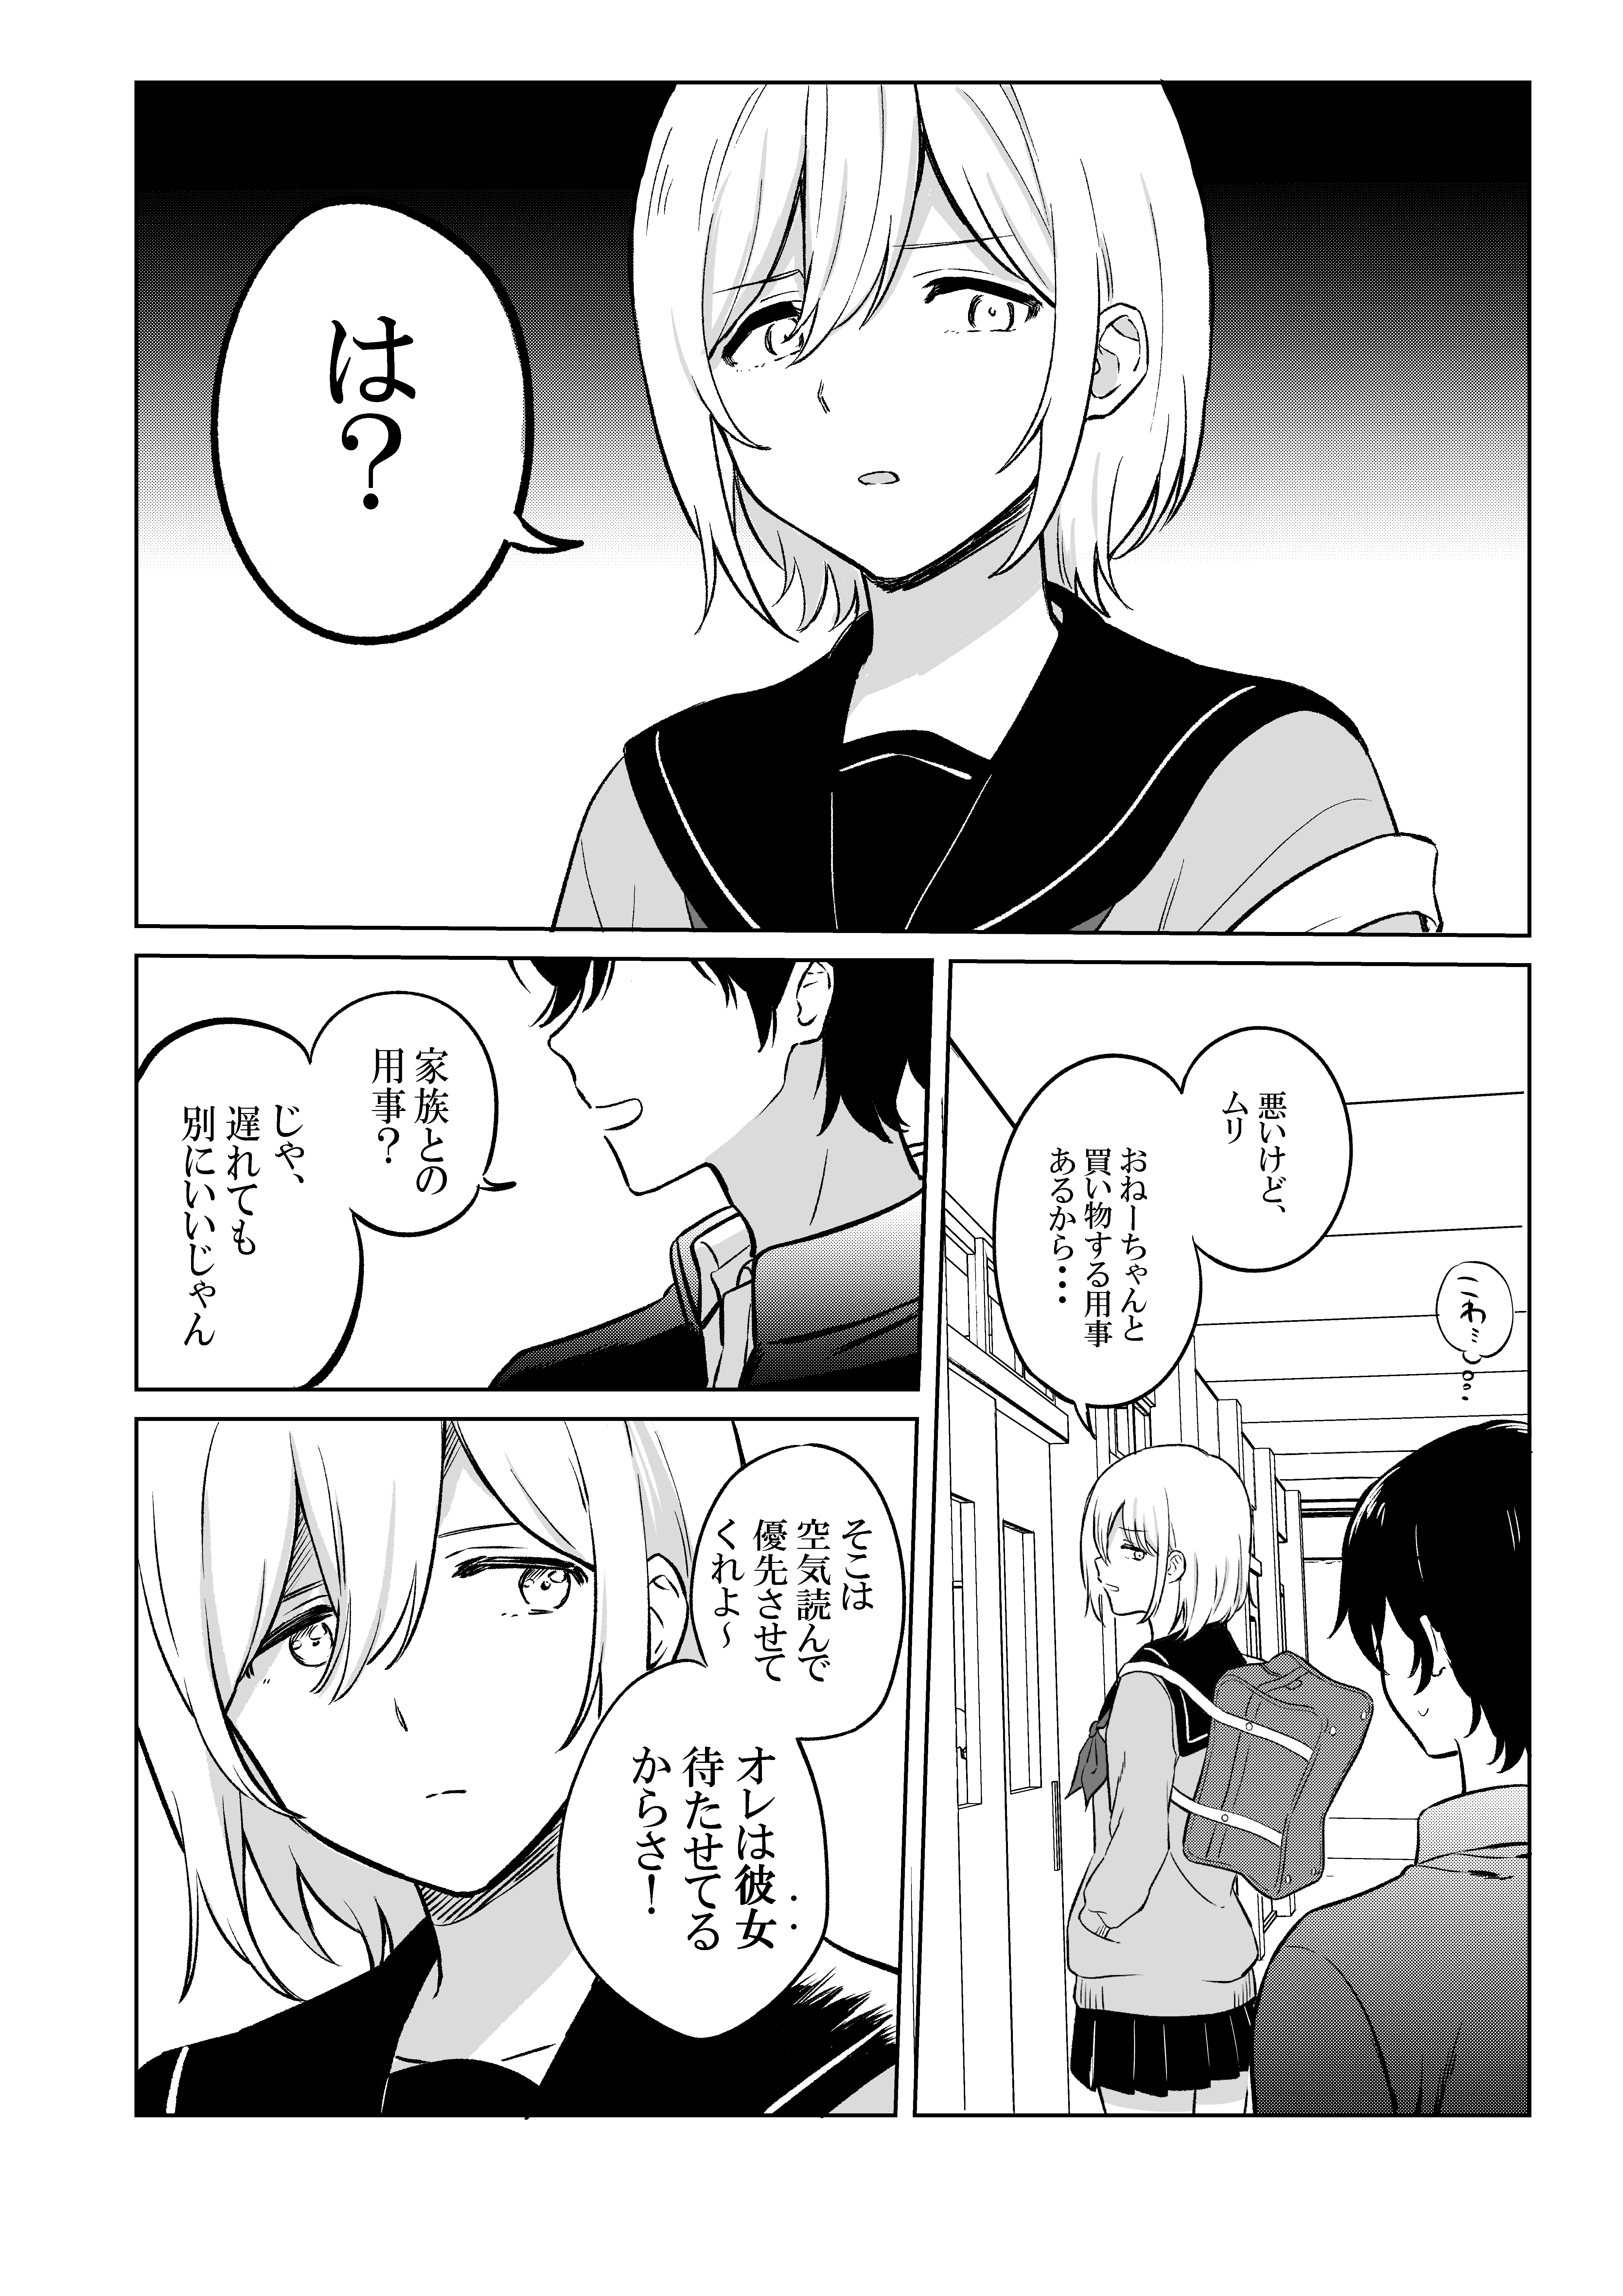 は?
悪いけど、
ムリ
おねーちゃんと
買い物する用事
あるから・・・
こわ…
家族との
用事?
じゃ、
遅れても
別にいいじゃん
そこは
空気読んで
優先させて
くれよ~
オレは彼女
待たせてる
からさ!